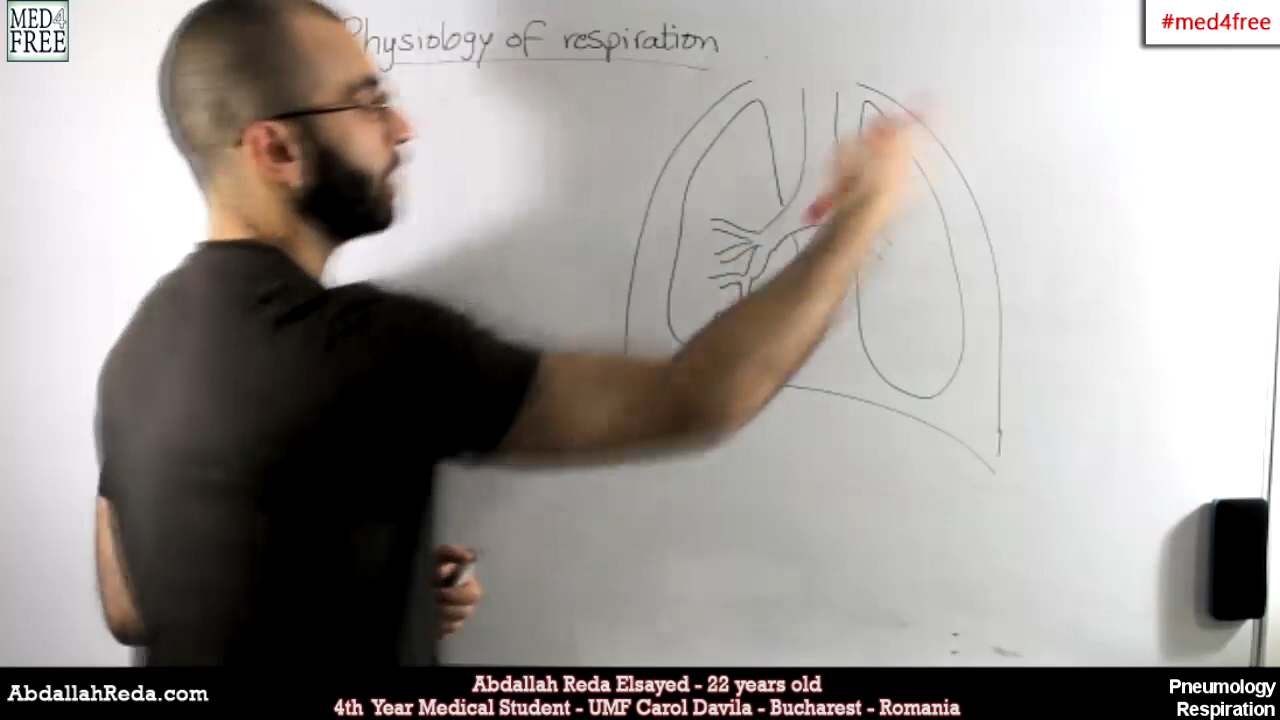 MED4
FREE
Physiology of respiration
#med4free
AbdallahReda.com
Abdallah Reda Elsayed - 22 years old
4th Year Medical Student - UMF Carol Davila - Bucharest - Romania
Pneumology
Respiration